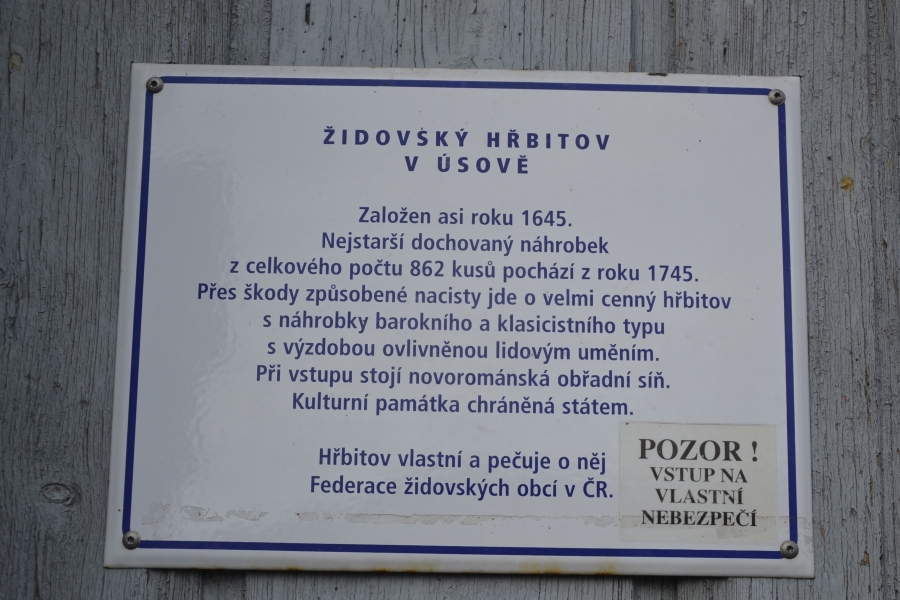 ŽIDOVSKÝ HŘBITOV
V ÚSOVĚ
Založen asi roku 1645.
Nejstarší dochovaný náhrobek
z celkového počtu 862 kusů pochází z roku 1745.
Přes škody způsobené nacisty jde o velmi cenný hřbitov
s náhrobky barokního a klasicistního typu
s výzdobou ovlivněnou lidovým uměním.
Při vstupu stojí novorománská obřadní síň.
Kulturní památka chráněná státem.
Hřbitov vlastní a pečuje o něj
Federace židovských obcí v ČR.
POZOR !
VSTUP NA
VLASTNÍ
NEBEZPEČÍ